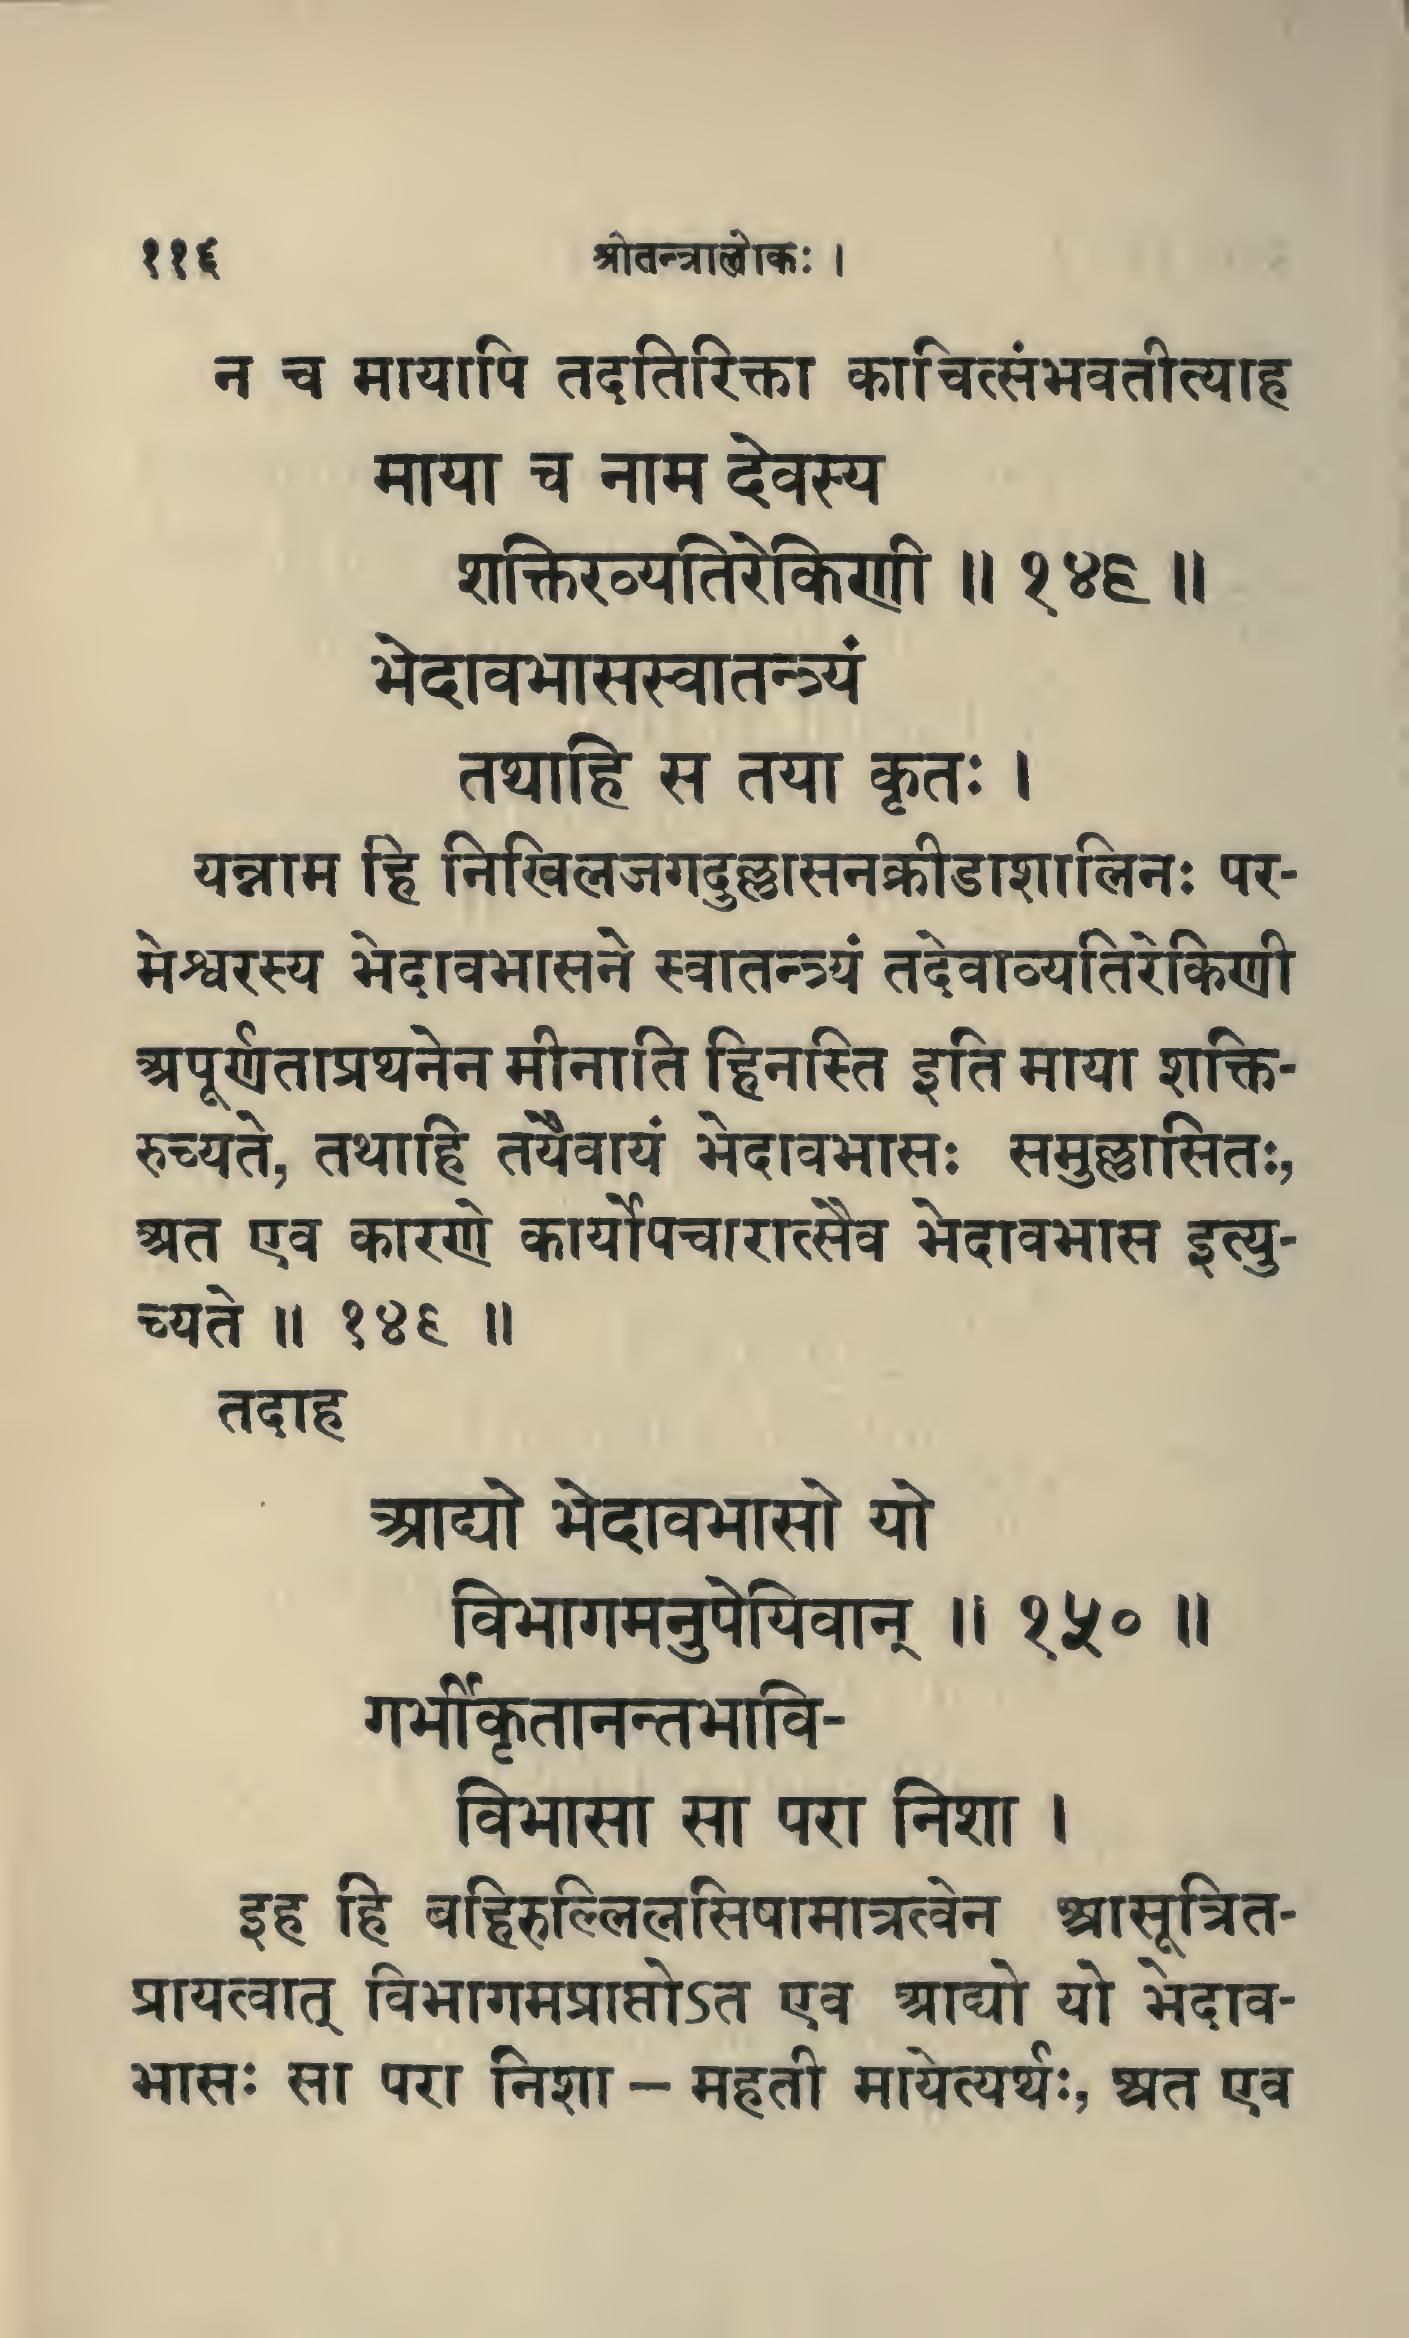 ११६ श्रीतन्त्रालोकः ।
न च मायापि तदतिरिक्ता काचित्संभवतीत्याह
माया च नाम देवस्य
शक्तिरव्यतिरेकिणी ॥ १४९ ॥
भेदावभासस्वातन्त्र्यं
तथाहि स तया कृतः ।
यन्नाम हि निखिलजगदुल्लासनक्रीडाशालिनः पर-
मेश्वरस्य भेदावभासने स्वातन्त्र्यं तदेवाव्यतिरेकिणी
अपूर्णताप्रथनेन मीनाति हिनस्ति इति माया शक्ति-
रुच्यते, तथाहि तयैवायं भेदावभासः समुल्लासितः,
अत एव कारणे कार्योपचारात्सैव भेदावभास इत्यु-
च्यते ॥ १४९ ॥
तदाह
आद्यो भेदावभासो यो
विभागमनुपेयिवान् ॥ १५० ॥
गर्भीकृतानन्तभावि-
विभासा सा परा निशा ।
इह हि बहिरुल्लिलसिषामात्रत्वेन आसूत्रित-
प्रायत्वात् विभागमप्राप्तोऽत एव आद्यो यो भेदाव-
भासः सा परा निशा – महती मायेत्यर्थः, अत एव